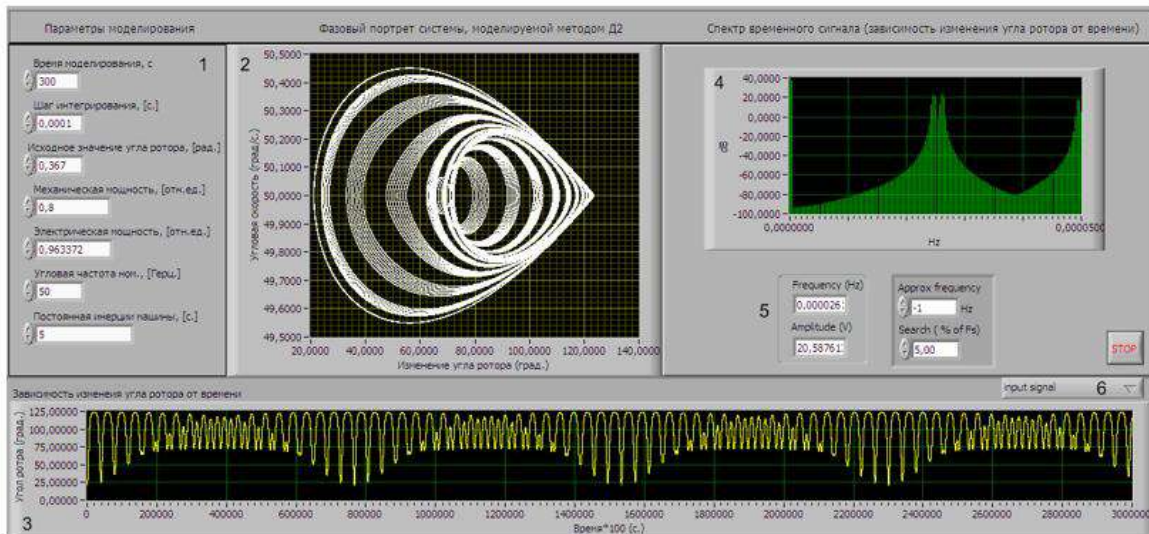 Параметры моделирования
Фазовый портрет системы, моделируемой методом Д2
Спектр временного сигнала (зависимость изменения угла ротора от времени)
1
Время моделирования, с
300
Шаг интегрирования, [с.]
0,0001
Исходное значение угла ротора, [рад.]
0,367
Механическая мощность, [отн.ед.]
0,8
Электрическая мощность, [отн.ед.]
0,963372
Угловая частота ном., [Герц.]
50
Постоянная инерции машины, [с.]
5
2
Угловая скорость (град/с.)
50,5000
50,4000
50,3000
50,2000
50,1000
50,0000
49,9000
49,8000
49,7000
49,6000
49,5000
20,0000 40,0000 60,0000 80,0000 100,0000 120,0000 140,0000
Изменение угла ротора (град.)
4
dB
40,0000
20,0000
0,0000
-20,0000
-40,0000
-60,0000
-80,0000
-100,0000
0,0000000 0,0000500
Hz
5
Frequency (Hz)
0,000026
Amplitude (V)
20,58761
Approx frequency
-1 Hz
Search ( % of Fs)
5,00
STOP
input signal 6
Зависимость изменеия угла ротора от времени
Угол ротра (град.)
125,00000
100,00000
75,00000
50,00000
25,00000
0,00000
0 200000 400000 600000 800000 1000000 1200000 1400000 1600000 1800000 2000000 2200000 2400000 2600000 2800000 3000000
Время*100 (с.)
3